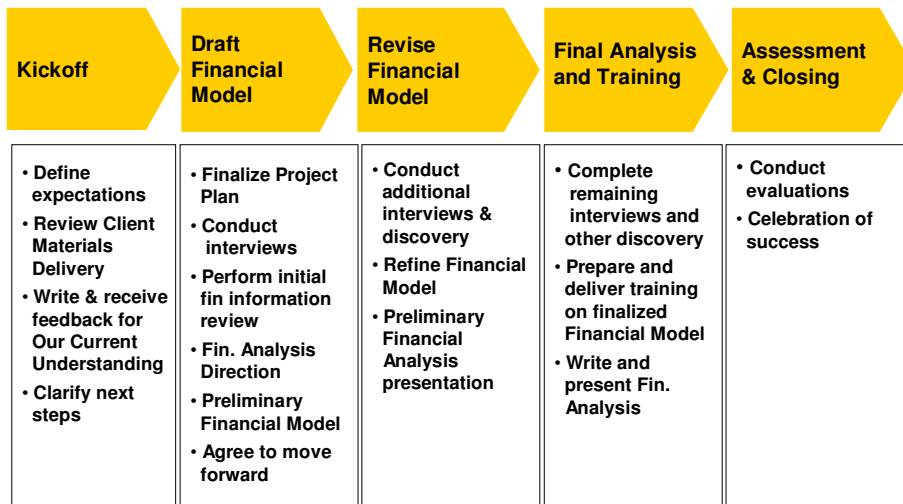 Kickoff
Draft
Financial
Model
Revise
Financial
Model
Final Analysis
and Training
Assessment
& Closing
• Define
expectations
• Review Client
Materials
Delivery
• Write & receive
feedback for
Our Current
Understanding
• Clarify next
steps
• Finalize Project
Plan
• Conduct
interviews
• Perform initial
fin information
review
• Fin. Analysis
Direction
• Preliminary
Financial Model
• Agree to move
forward
• Conduct
additional
interviews &
discovery
• Refine Financial
Model
• Preliminary
Financial
Analysis
presentation
• Complete
remaining
interviews and
other discovery
• Prepare and
deliver training
on finalized
Financial Model
• Write and
present Fin.
Analysis
• Conduct
evaluations
• Celebration of
success